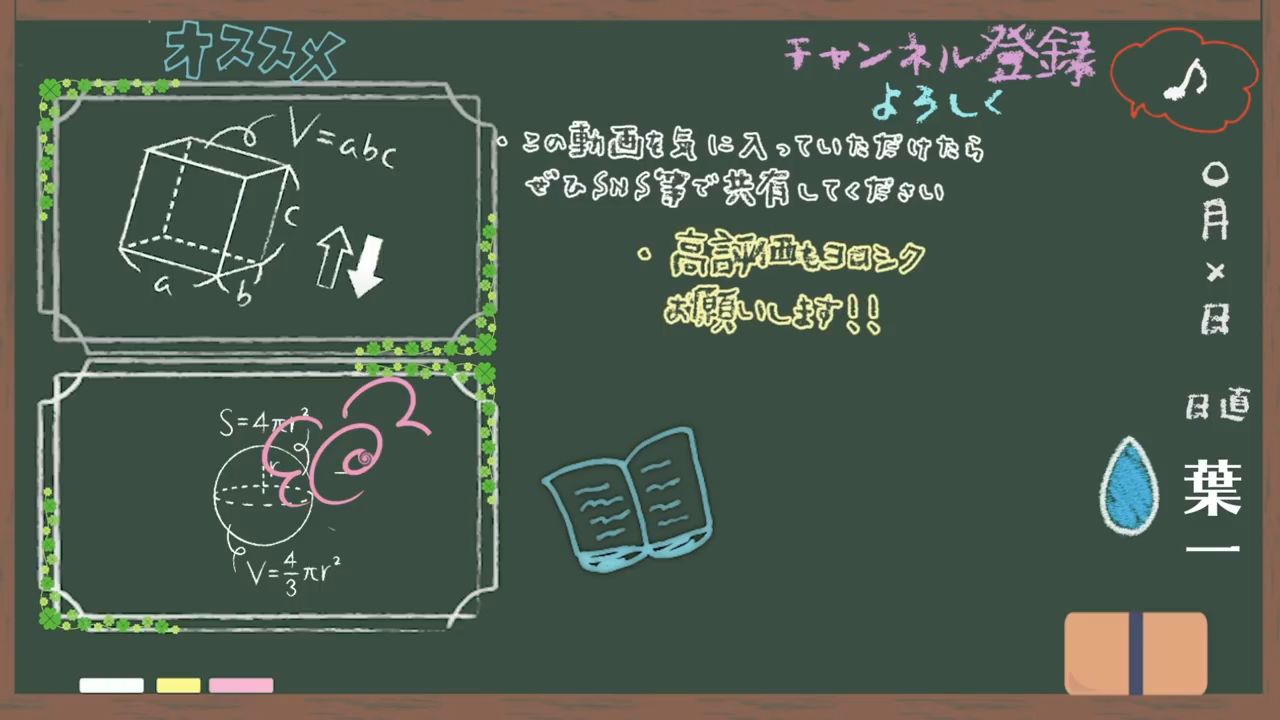 オススメ
V=abc
c
a
b
S=4πr²
r
V=4/3πr²
チャンネル登録
よろしく
・この動画を気に入っていただけたら
ぜひSNS等で共有してください
・高評価もヨロシク
お願いします!!
○月×日
日直
葉一